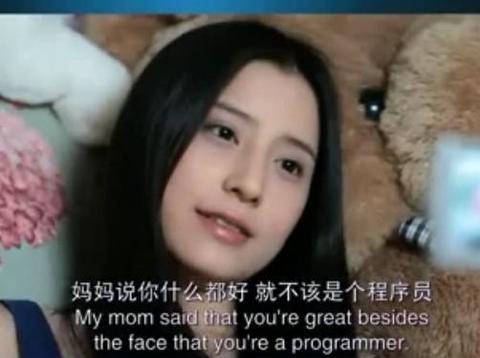 妈妈说你什么都好 就不该是个程序员
My mom said that you're great besides
the face that you're a programmer.